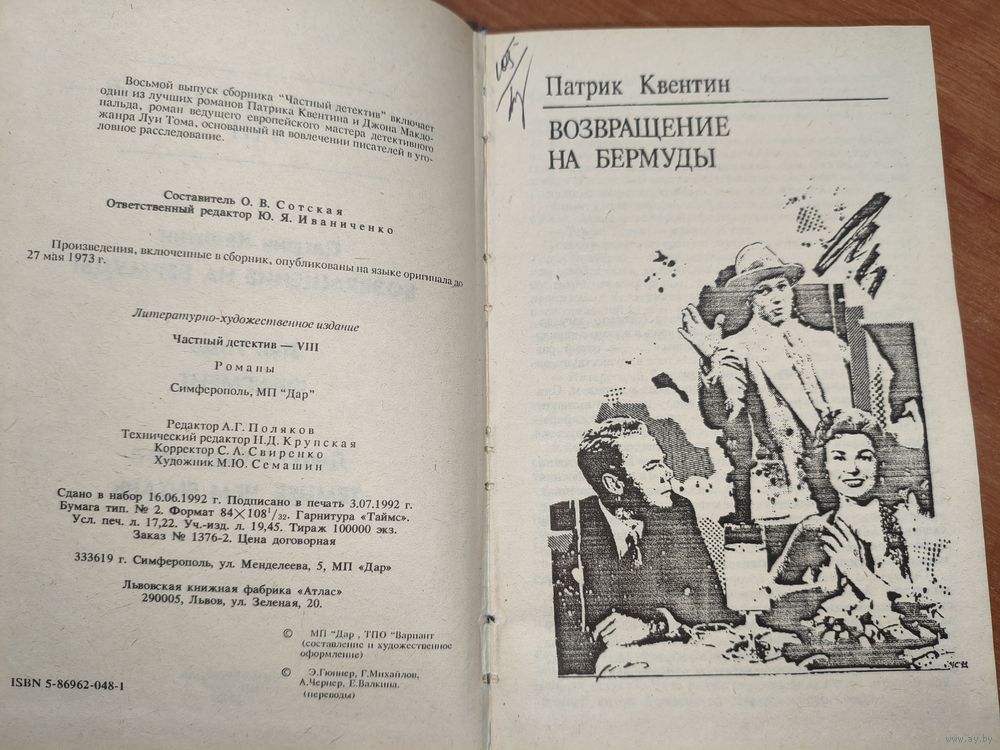 Восьмой выпуск сборника "Частный детектив" включает
один из лучших романов Патрика Квентина и Джона Макдо-
нальда, роман ведущего европейского мастера детективного
жанра Луи Тома, основанный на вовлечении писателей в уго-
ловное расследование.
Составитель О. В. Сотская
Ответственный редактор Ю. Я. Иваниченко
Произведения, включенные в сборник, опубликованы на языке оригинала до
27 мая 1973 г.
Литературно-художественное издание
Частный детектив — VIII
Романы
Симферополь, МП "Дар"
Редактор А.Г. Поляков
Технический редактор Н.Д. Крупская
Корректор С. А. Свиренко
Художник М.Ю. Семашин
Сдано в набор 16.06.1992 г. Подписано в печать 3.07.1992 г.
Бумага тип. № 2. Формат 84×108¹/₃₂. Гарнитура «Таймс».
Усл. печ. л. 17,22. Уч.-изд. л. 19,45. Тираж 100000 экз.
Заказ № 1376-2. Цена договорная
333619 г. Симферополь, ул. Менделеева, 5, МП «Дар»
Львовская книжная фабрика «Атлас»
290005, Львов, ул. Зеленая, 20.
© МП "Дар , ТПО "Вариант
(составление и художественное
оформление)
© Э.Гюннер, Г.Михайлов,
А.Чернер, Е.Валкина.
(переводы)
ISBN 5-86962-048-1
Патрик Квентин
ВОЗВРАЩЕНИЕ
НА БЕРМУДЫ
www.ay.by